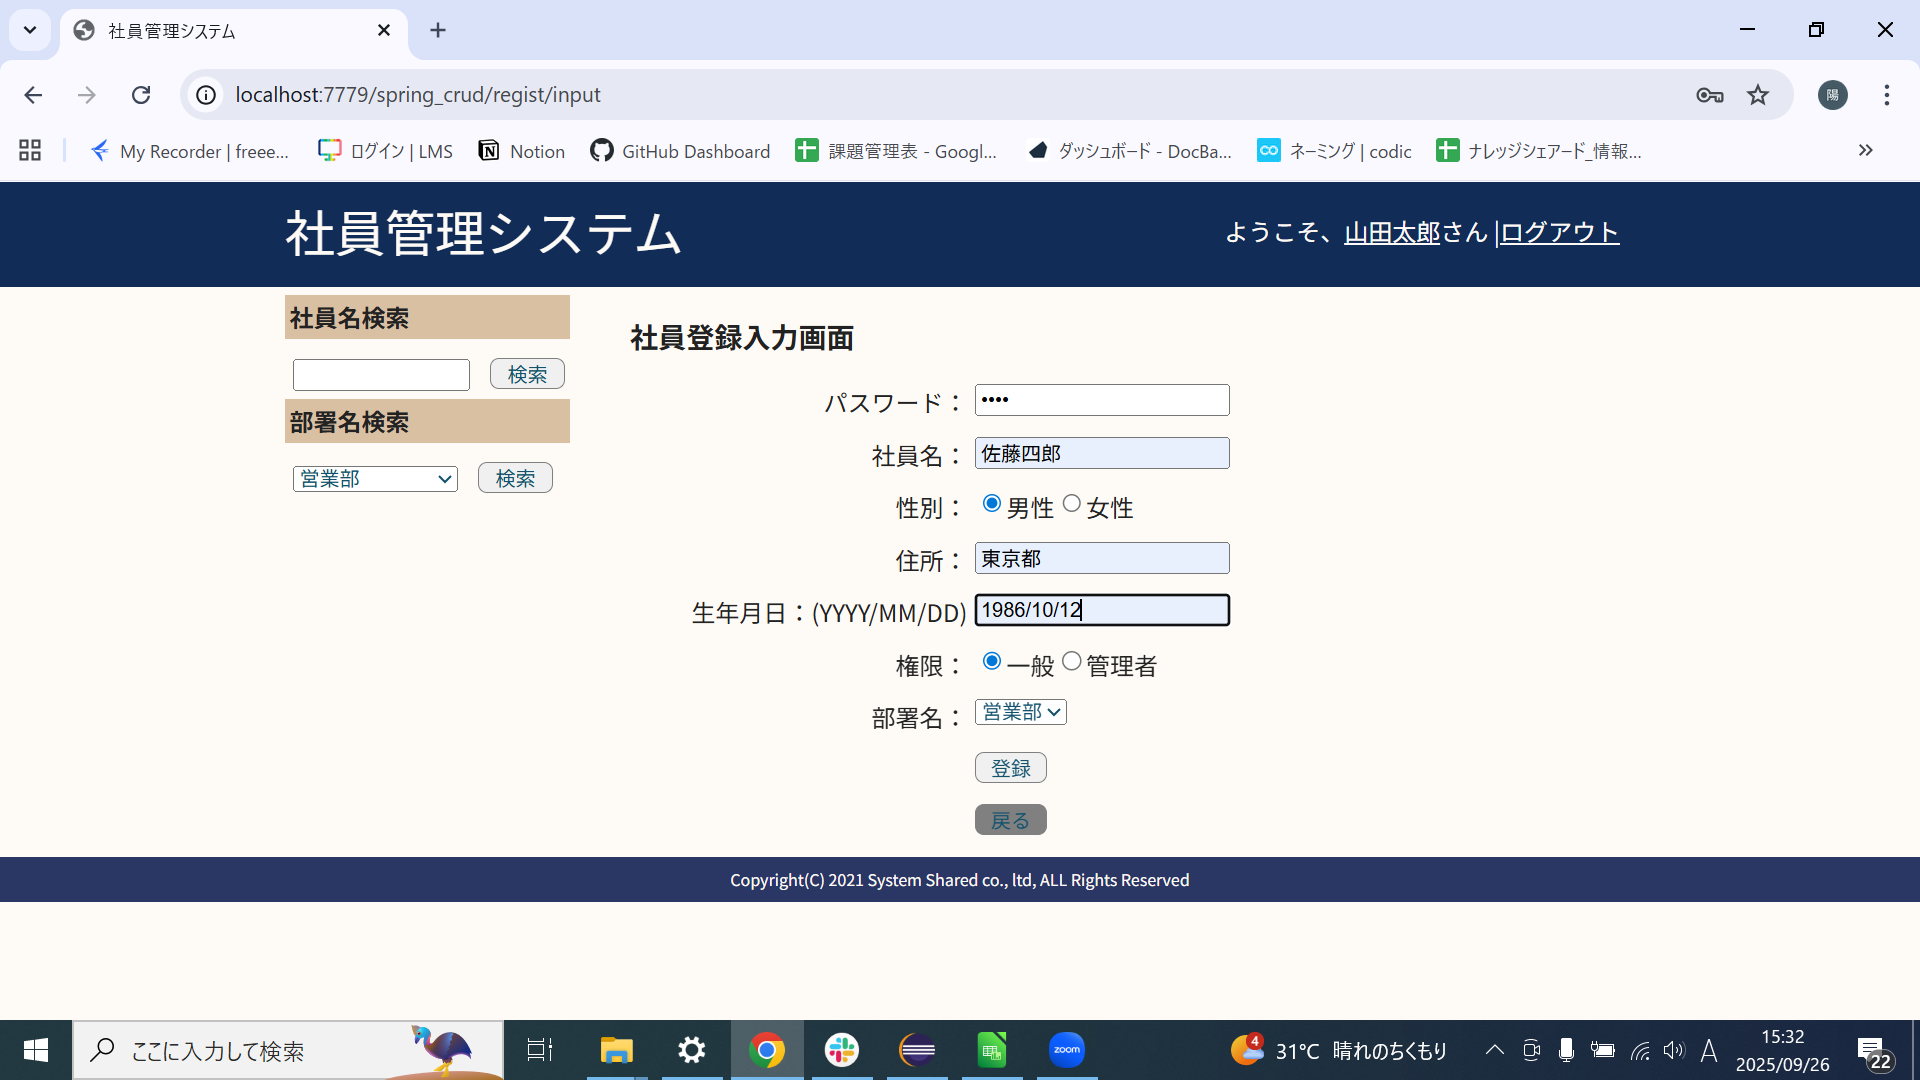 社員管理システム
localhost:7779/spring_crud/regist/input
陽
My Recorder | freee...
ログイン | LMS
Notion
GitHub Dashboard
課題管理表 - Googl...
ダッシュボード - DocBa...
ネーミング | codic
ナレッジシェアード_情報...
社員管理システム
ようこそ、山田太郎さん |ログアウト
社員名検索
検索
部署名検索
営業部
検索
社員登録入力画面
パスワード：
••••
社員名：
佐藤四郎
性別：
男性 女性
住所：
東京都
生年月日：(YYYY/MM/DD)
1986/10/12
権限：
一般 管理者
部署名：
営業部
登録
戻る
Copyright(C) 2021 System Shared co., ltd, ALL Rights Reserved
ここに入力して検索
zoom
4
31°C 晴れのちくもり
A
15:32
2025/09/26
22